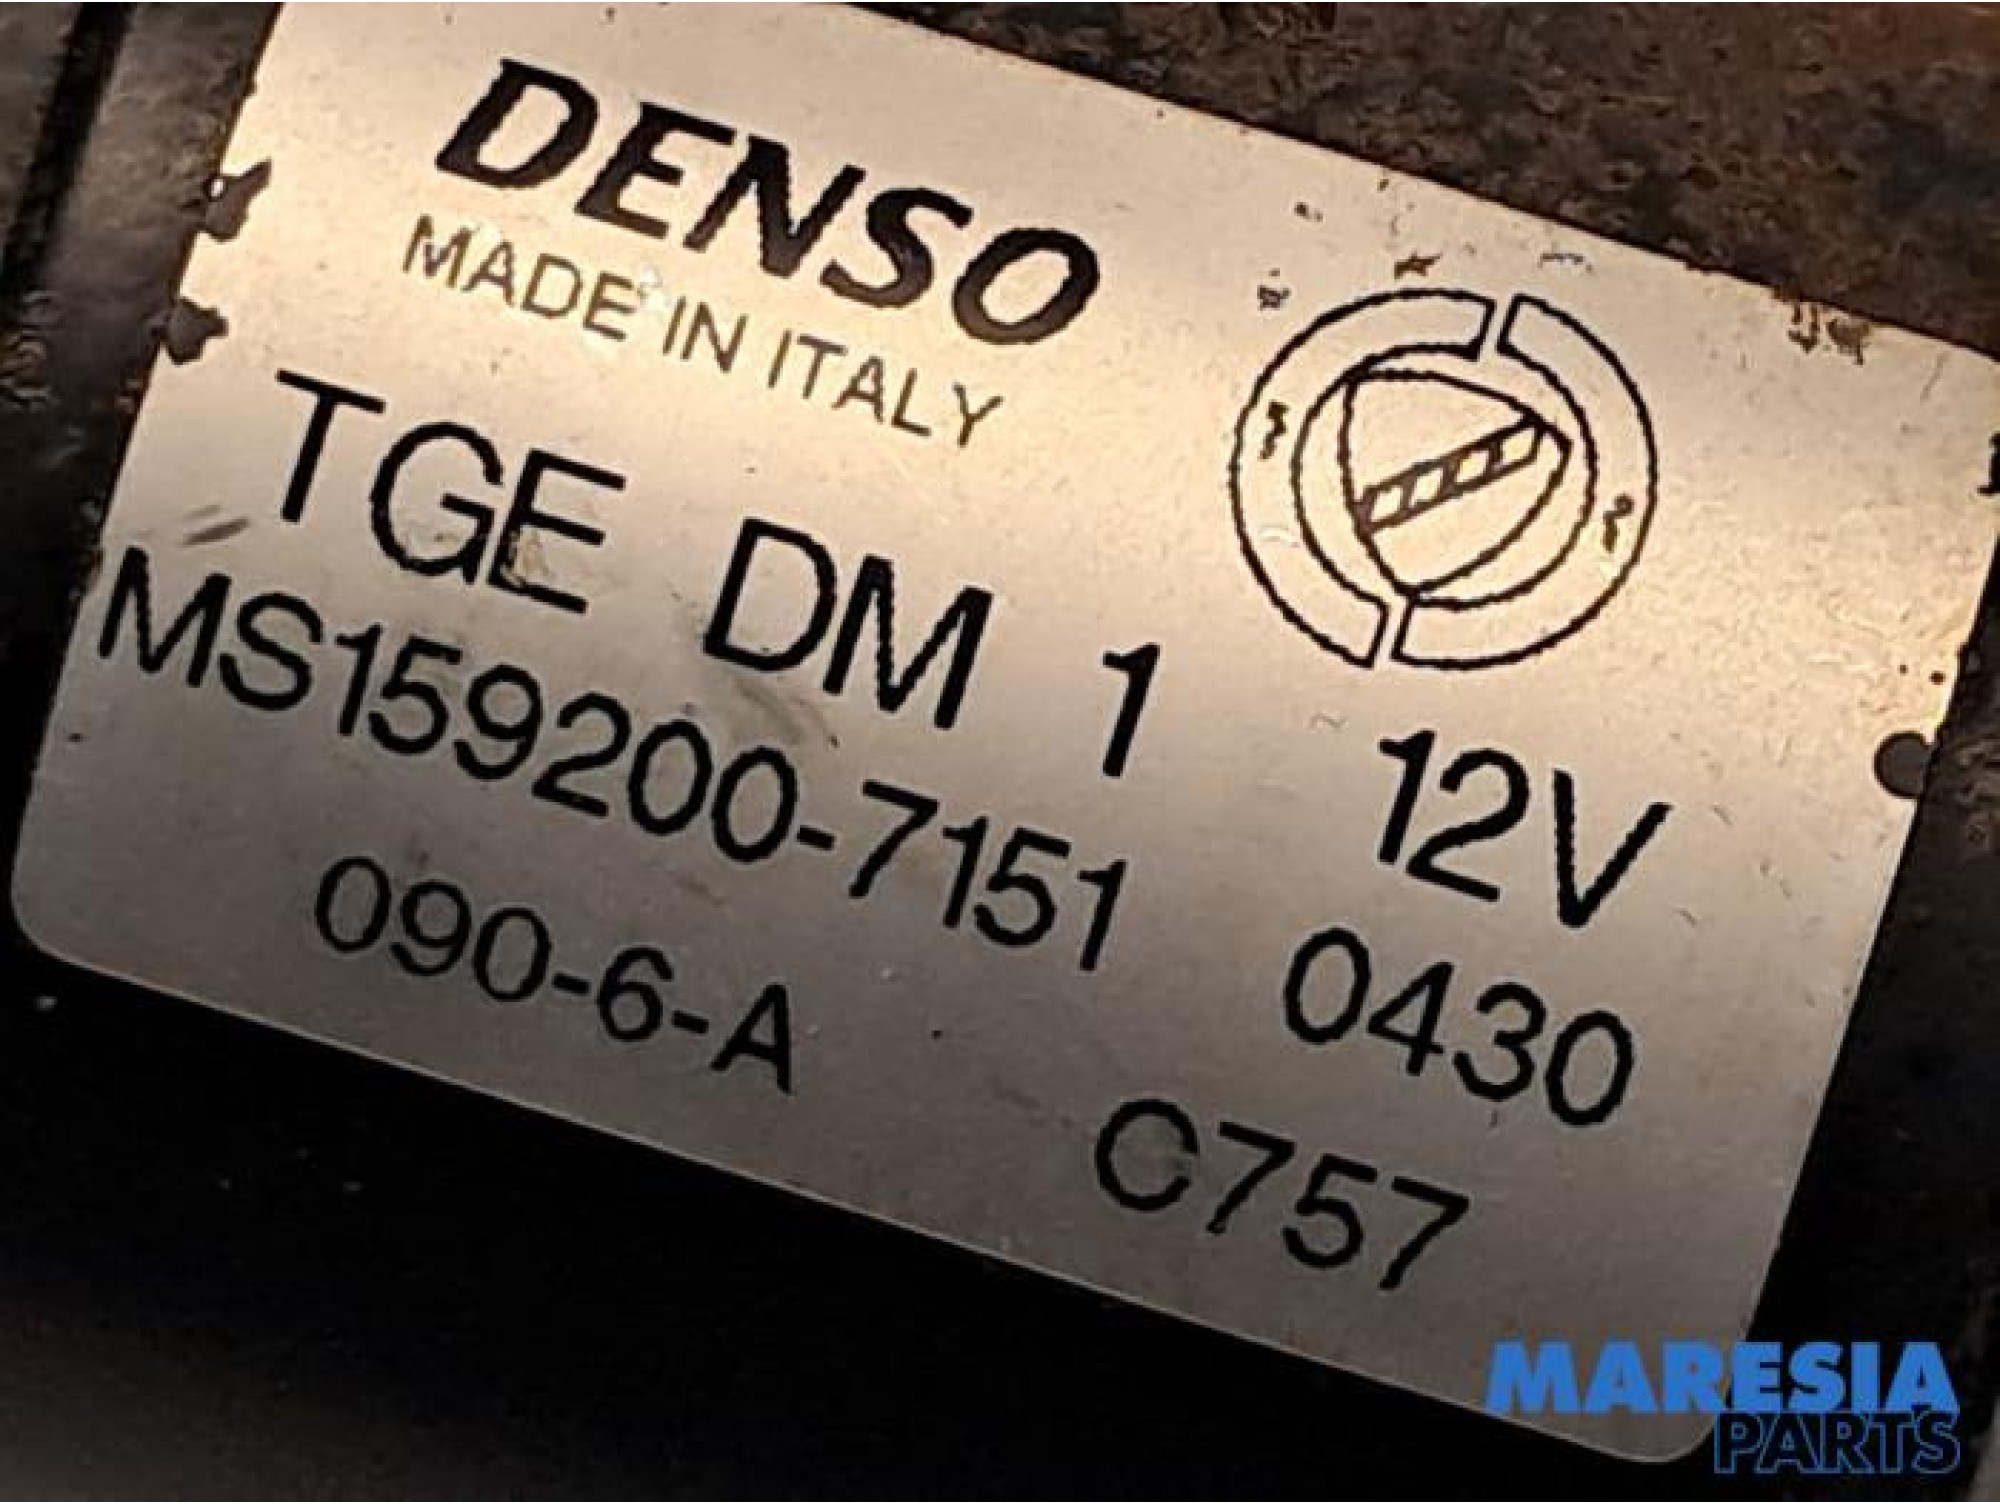 DENSO
MADE IN ITALY
TGE DM 1 12V
MS159200-7151 0430
090-6-A C757
MARESIA
PARTS